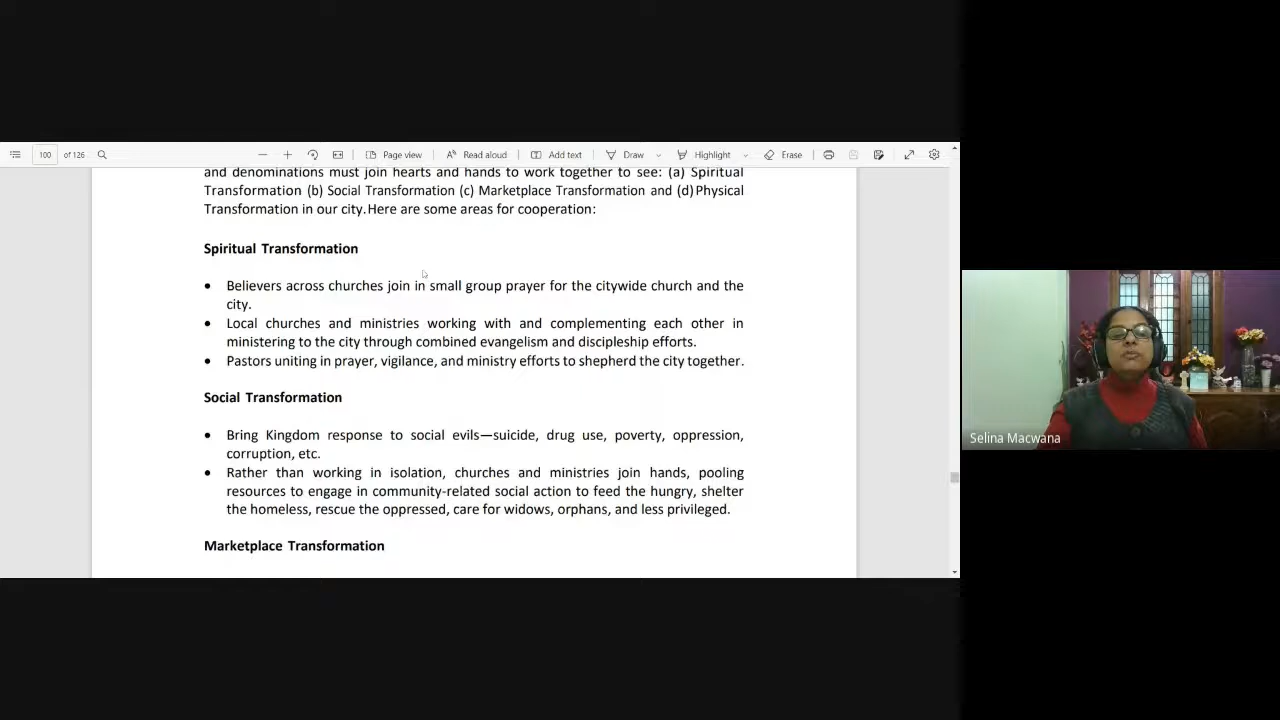 100 of 126 Page view Read aloud Add text Draw Highlight Erase
and denominations must join hearts and hands to work together to see: (a) Spiritual
Transformation (b) Social Transformation (c) Marketplace Transformation and (d)Physical
Transformation in our city.Here are some areas for cooperation:
Spiritual Transformation
• Believers across churches join in small group prayer for the citywide church and the
city.
• Local churches and ministries working with and complementing each other in
ministering to the city through combined evangelism and discipleship efforts.
• Pastors uniting in prayer, vigilance, and ministry efforts to shepherd the city together.
Social Transformation
• Bring Kingdom response to social evils—suicide, drug use, poverty, oppression,
corruption, etc.
• Rather than working in isolation, churches and ministries join hands, pooling
resources to engage in community-related social action to feed the hungry, shelter
the homeless, rescue the oppressed, care for widows, orphans, and less privileged.
Marketplace Transformation
Selina Macwana